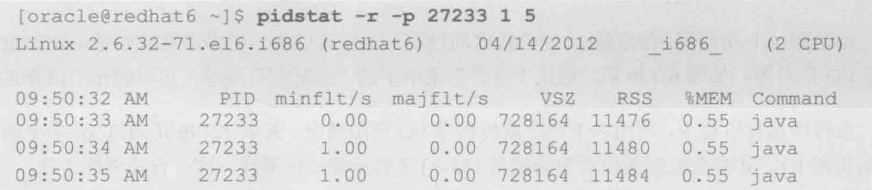 [oracle@redhat6 ~]$ pidstat -r -p 27233 1 5
Linux 2.6.32-71.el6.i686 (redhat6) 04/14/2012 _i686_ (2 CPU)
09:50:32 AM PID minflt/s majflt/s VSZ RSS %MEM Command
09:50:33 AM 27233 0.00 0.00 728164 11476 0.55 java
09:50:34 AM 27233 1.00 0.00 728164 11480 0.55 java
09:50:35 AM 27233 1.00 0.00 728164 11484 0.55 java